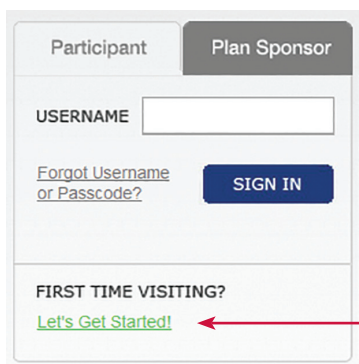 Participant Plan Sponsor
USERNAME
Forgot Username
or Passcode?
SIGN IN
FIRST TIME VISITING?
Let's Get Started!